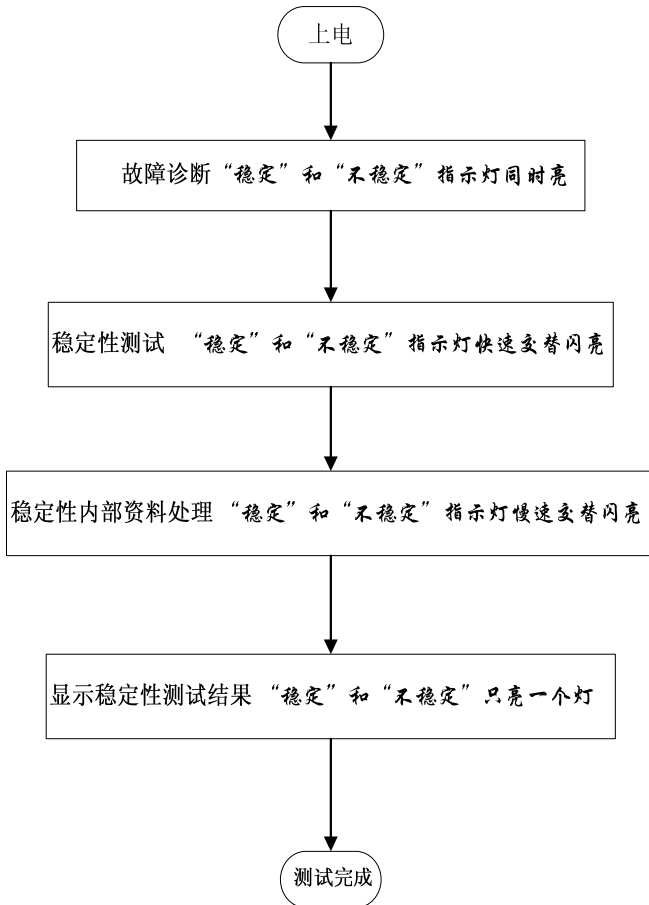 上电
故障诊断“稳定”和“不稳定”指示灯同时亮
稳定性测试 “稳定”和“不稳定”指示灯快速交替闪亮
稳定性内部资料处理 “稳定”和“不稳定”指示灯慢速交替闪亮
显示稳定性测试结果 “稳定”和“不稳定”只亮一个灯
测试完成